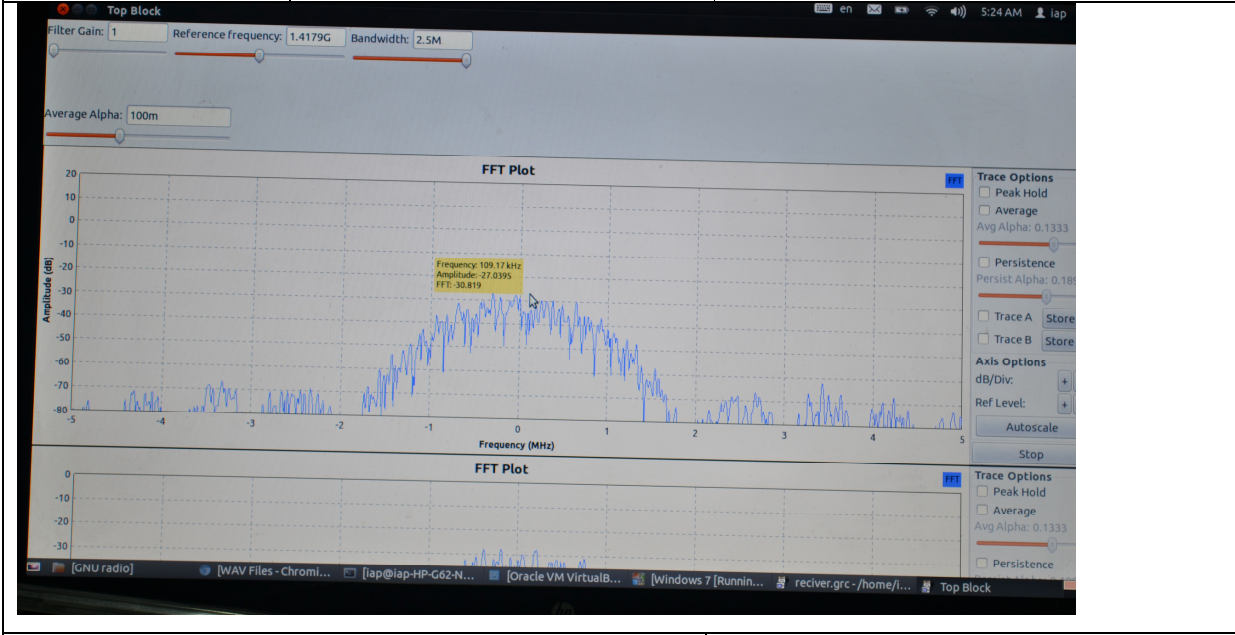 Top Block
en
5:24 AM
iap
Filter Gain: 1
Reference frequency: 1.4179G
Bandwidth: 2.5M
Average Alpha: 100m
FFT Plot
FFT
20
10
0
-10
-20
-30
-40
-50
-60
-70
-80
Amplitude (dB)
Frequency: 109.17 kHz
Amplitude: -27.0395
FFT: -30.819
-5 -4 -3 -2 -1 0 1 2 3 4 5
Frequency (MHz)
Trace Options
Peak Hold
Average
Avg Alpha: 0.1333
Persistence
Persist Alpha: 0.189
Trace A Store
Trace B Store
Axis Options
dB/Div: +
Ref Level: +
Autoscale
Stop
FFT Plot
FFT
0
-10
-20
-30
Trace Options
Peak Hold
Average
Avg Alpha: 0.1333
Persistence
[GNU radio]
[WAV Files - Chromi...
[iap@iap-HP-G62-N...
[Oracle VM VirtualB...
[Windows 7 [Runnin...
reciver.grc - /home/i...
Top Block
hp